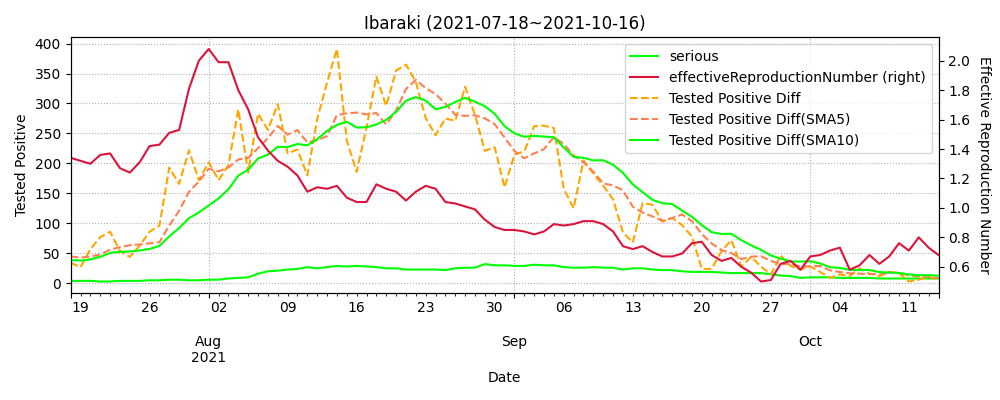 Ibaraki (2021-07-18~2021-10-16)
Tested Positive
400
350
300
250
200
150
100
50
0
2.0
1.8
1.6
1.4
1.2
1.0
0.8
0.6
Effective Reproduction Number
serious
effectiveReproductionNumber (right)
Tested Positive Diff
Tested Positive Diff(SMA5)
Tested Positive Diff(SMA10)
19 26 02 09 16 23 30 06 13 20 27 04 11
Aug Sep Oct
2021
Date